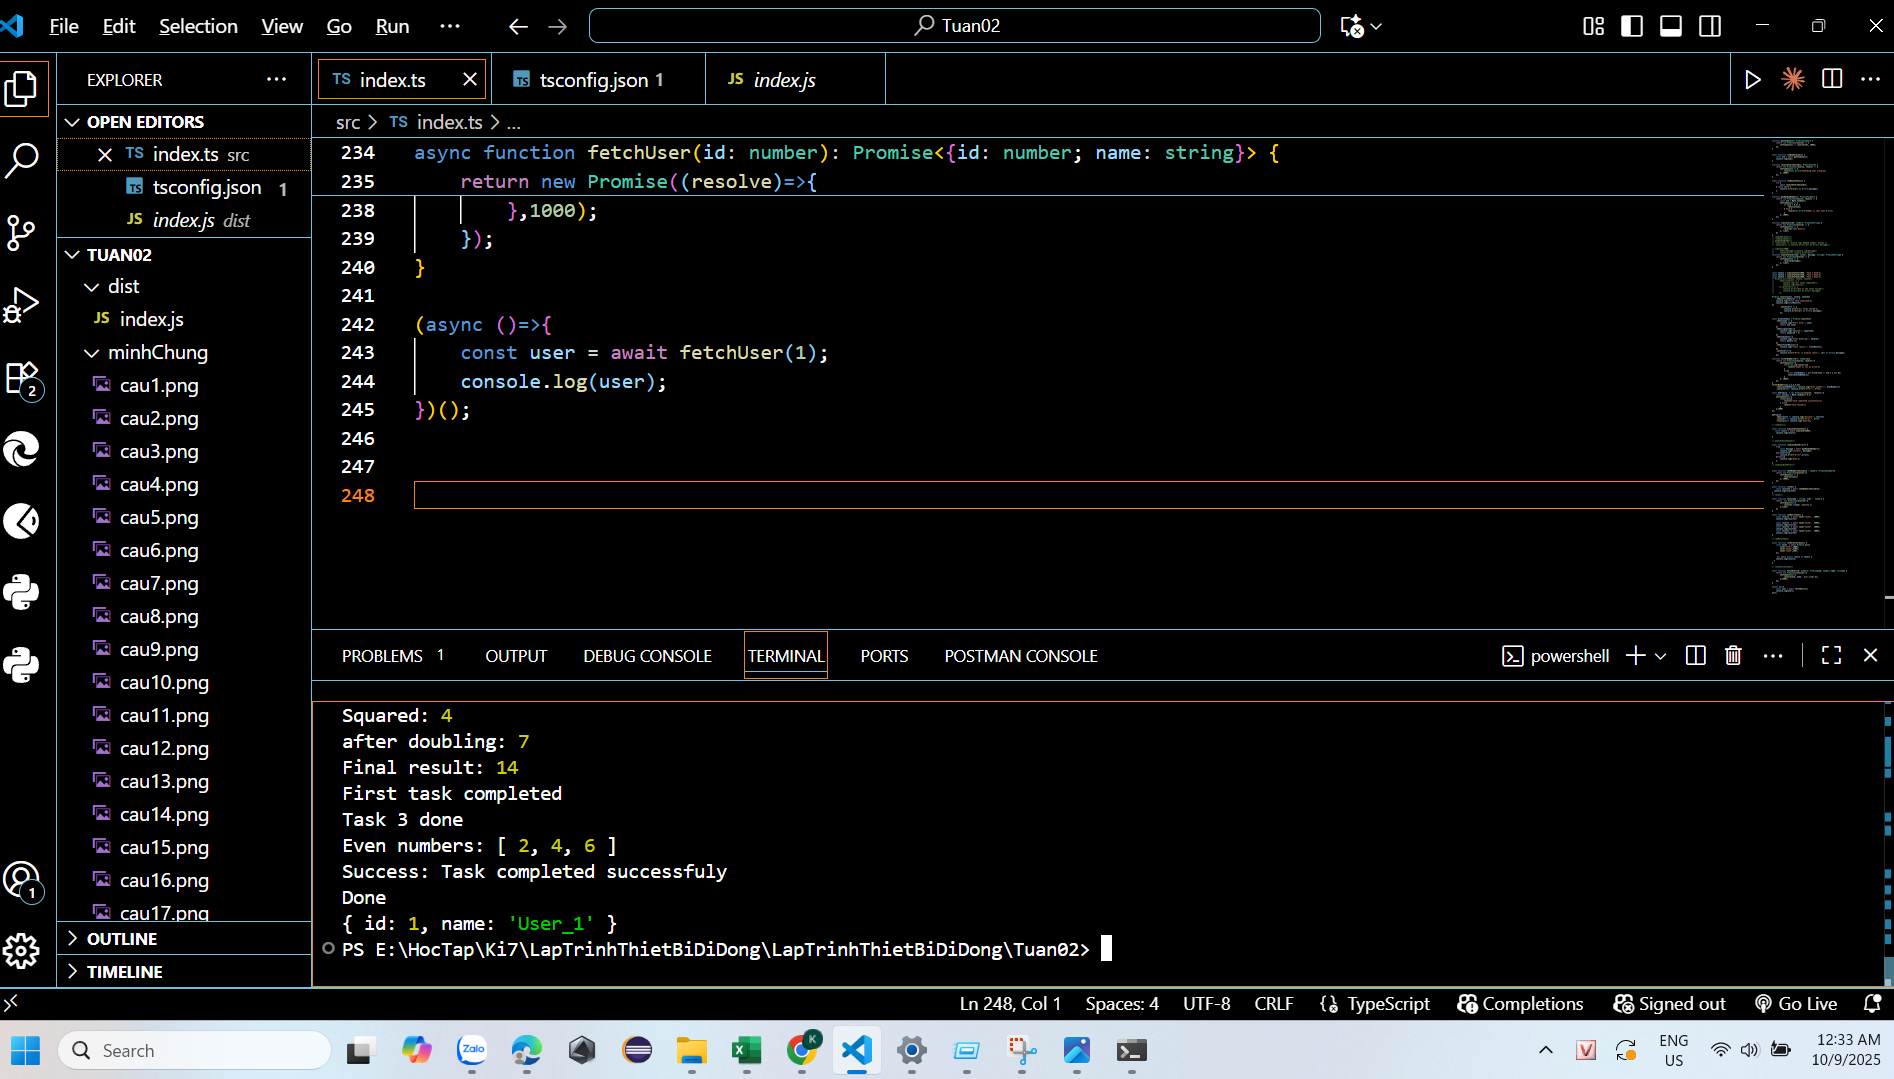 File Edit Selection View Go Run ··· Tuan02
EXPLORER ···
OPEN EDITORS
TS index.ts src
TS tsconfig.json 1
JS index.js dist
TUAN02
dist
JS index.js
minhChung
cau1.png
cau2.png
cau3.png
cau4.png
cau5.png
cau6.png
cau7.png
cau8.png
cau9.png
cau10.png
cau11.png
cau12.png
cau13.png
cau14.png
cau15.png
cau16.png
cau17.png
OUTLINE
TIMELINE
2
1
TS index.ts
TS tsconfig.json 1
JS index.js
src > TS index.ts > ...
234 async function fetchUser(id: number): Promise<{id: number; name: string}> {
235 return new Promise((resolve)=>{
238 },1000);
239 });
240 }
241
242 (async ()=>{
243 const user = await fetchUser(1);
244 console.log(user);
245 })();
246
247
248
PROBLEMS 1 OUTPUT DEBUG CONSOLE TERMINAL PORTS POSTMAN CONSOLE
powershell
Squared: 4
after doubling: 7
Final result: 14
First task completed
Task 3 done
Even numbers: [ 2, 4, 6 ]
Success: Task completed successfuly
Done
{ id: 1, name: 'User_1' }
PS E:\HocTap\Ki7\LapTrinhThietBiDiDong\LapTrinhThietBiDiDong\Tuan02>
Ln 248, Col 1 Spaces: 4 UTF-8 CRLF TypeScript Completions Signed out Go Live
Search
Zalo
K
V
ENG
US
12:33 AM
10/9/2025